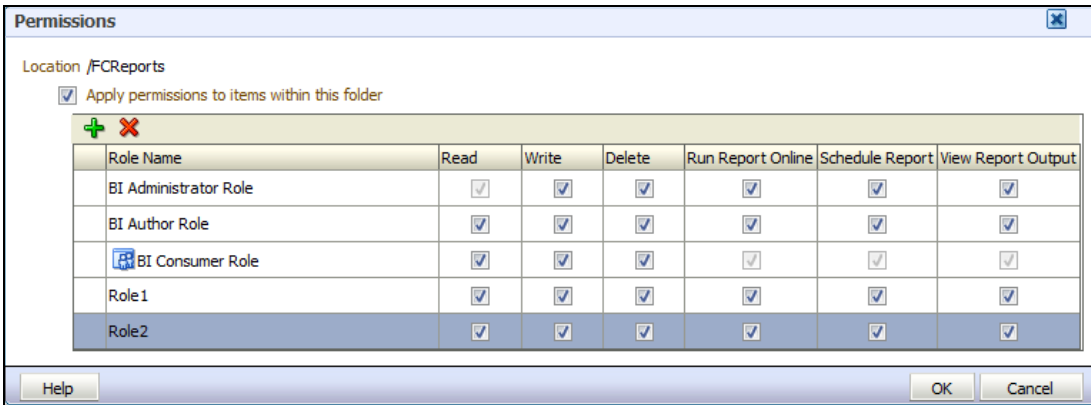 Permissions
Location /FCReports
Apply permissions to items within this folder
Role Name Read Write Delete Run Report Online Schedule Report View Report Output
BI Administrator Role
BI Author Role
BI Consumer Role
Role1
Role2
Help OK Cancel